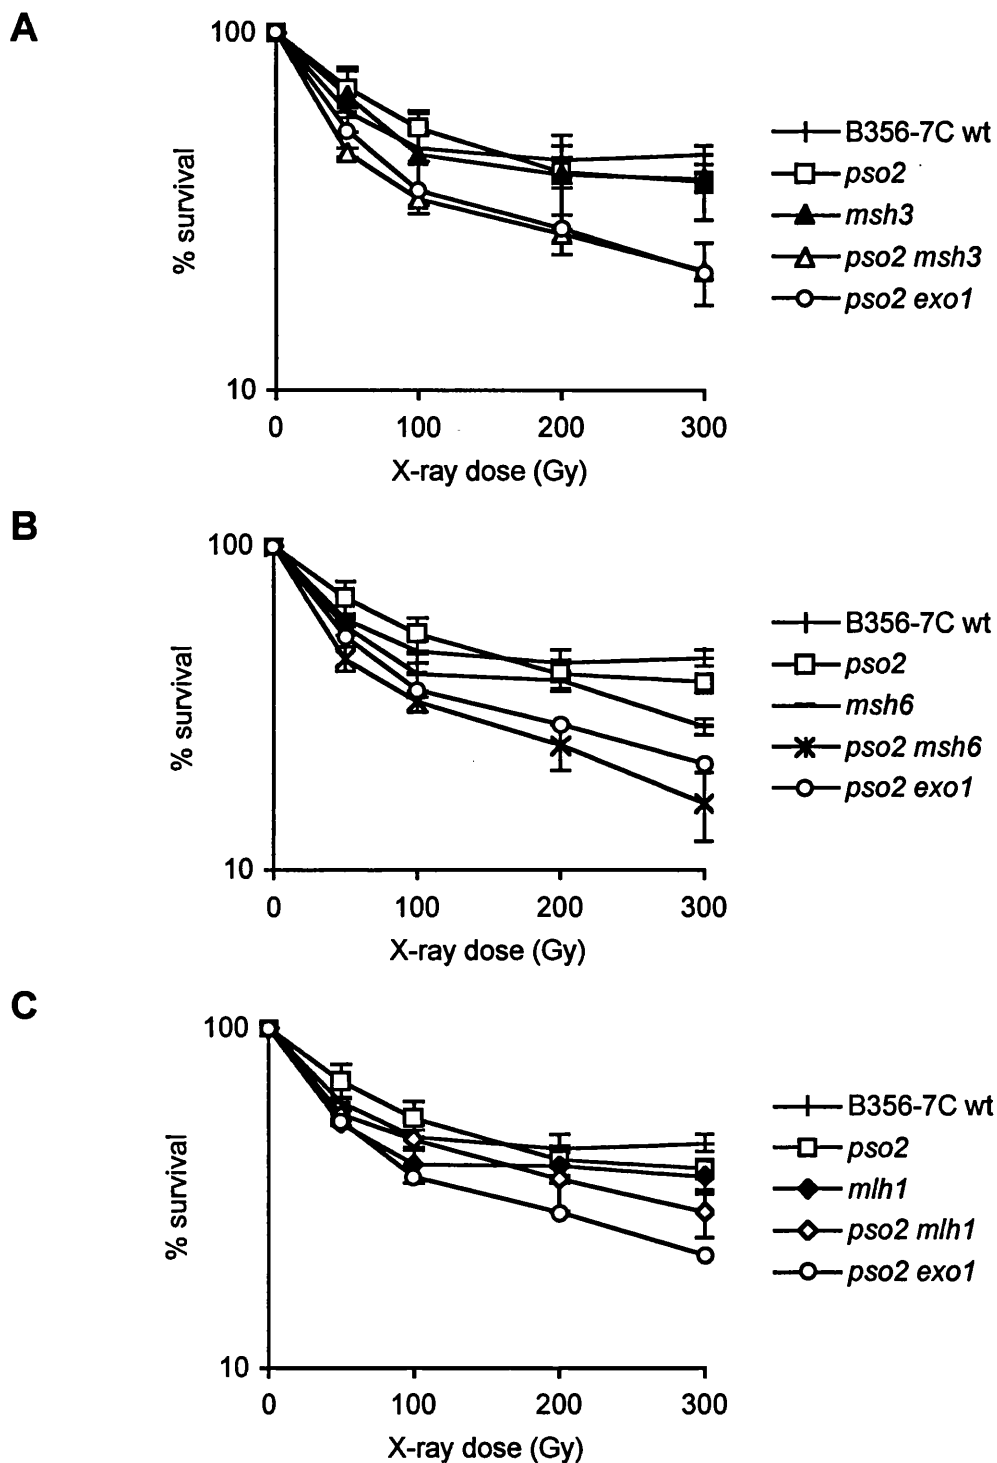 A
100
10
% survival
0 100 200 300
X-ray dose (Gy)
B356-7C wt
pso2
msh3
pso2 msh3
pso2 exo1
B
100
10
% survival
0 100 200 300
X-ray dose (Gy)
B356-7C wt
pso2
msh6
pso2 msh6
pso2 exo1
C
100
10
% survival
0 100 200 300
X-ray dose (Gy)
B356-7C wt
pso2
mlh1
pso2 mlh1
pso2 exo1